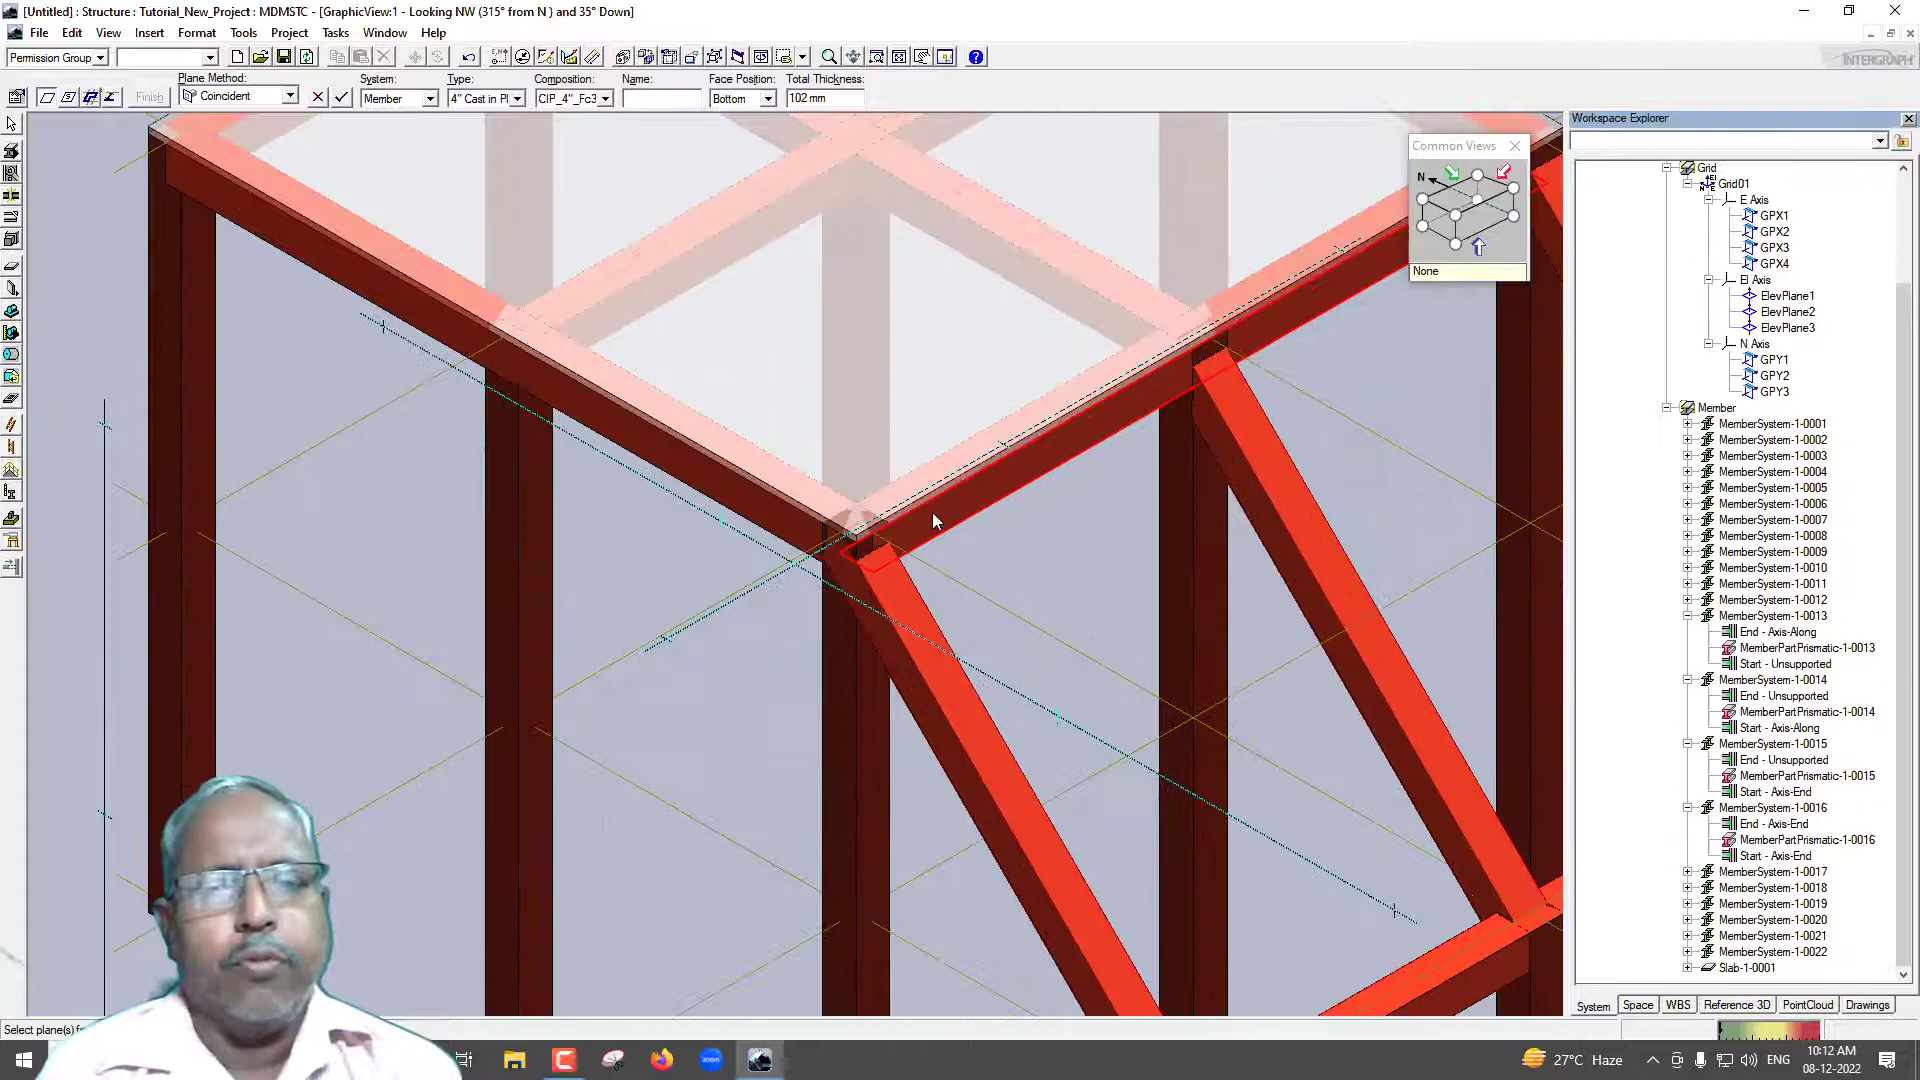 [Untitled] : Structure : Tutorial_New_Project : MDMSTC - [GraphicView:1 - Looking NW (315° from N ) and 35° Down]
File Edit View Insert Format Tools Project Tasks Window Help
Permission Group
INTERGRAPH
Plane Method: System: Type: Composition: Name: Face Position: Total Thickness:
Finish Coincident Member 4" Cast in Pl CIP_4"_Fc3 Bottom 102 mm
Workspace Explorer
Common Views
N
None
Grid
Grid01
E Axis
GPX1
GPX2
GPX3
GPX4
El Axis
ElevPlane1
ElevPlane2
ElevPlane3
N Axis
GPY1
GPY2
GPY3
Member
MemberSystem-1-0001
MemberSystem-1-0002
MemberSystem-1-0003
MemberSystem-1-0004
MemberSystem-1-0005
MemberSystem-1-0006
MemberSystem-1-0007
MemberSystem-1-0008
MemberSystem-1-0009
MemberSystem-1-0010
MemberSystem-1-0011
MemberSystem-1-0012
MemberSystem-1-0013
End - Axis-Along
MemberPartPrismatic-1-0013
Start - Unsupported
MemberSystem-1-0014
End - Unsupported
MemberPartPrismatic-1-0014
Start - Axis-Along
MemberSystem-1-0015
End - Unsupported
MemberPartPrismatic-1-0015
Start - Axis-End
MemberSystem-1-0016
End - Axis-End
MemberPartPrismatic-1-0016
Start - Axis-End
MemberSystem-1-0017
MemberSystem-1-0018
MemberSystem-1-0019
MemberSystem-1-0020
MemberSystem-1-0021
MemberSystem-1-0022
Slab-1-0001
System Space WBS Reference 3D PointCloud Drawings
Select plane(s)
zoom
27°C Haze
ENG
10:12 AM
08-12-2022